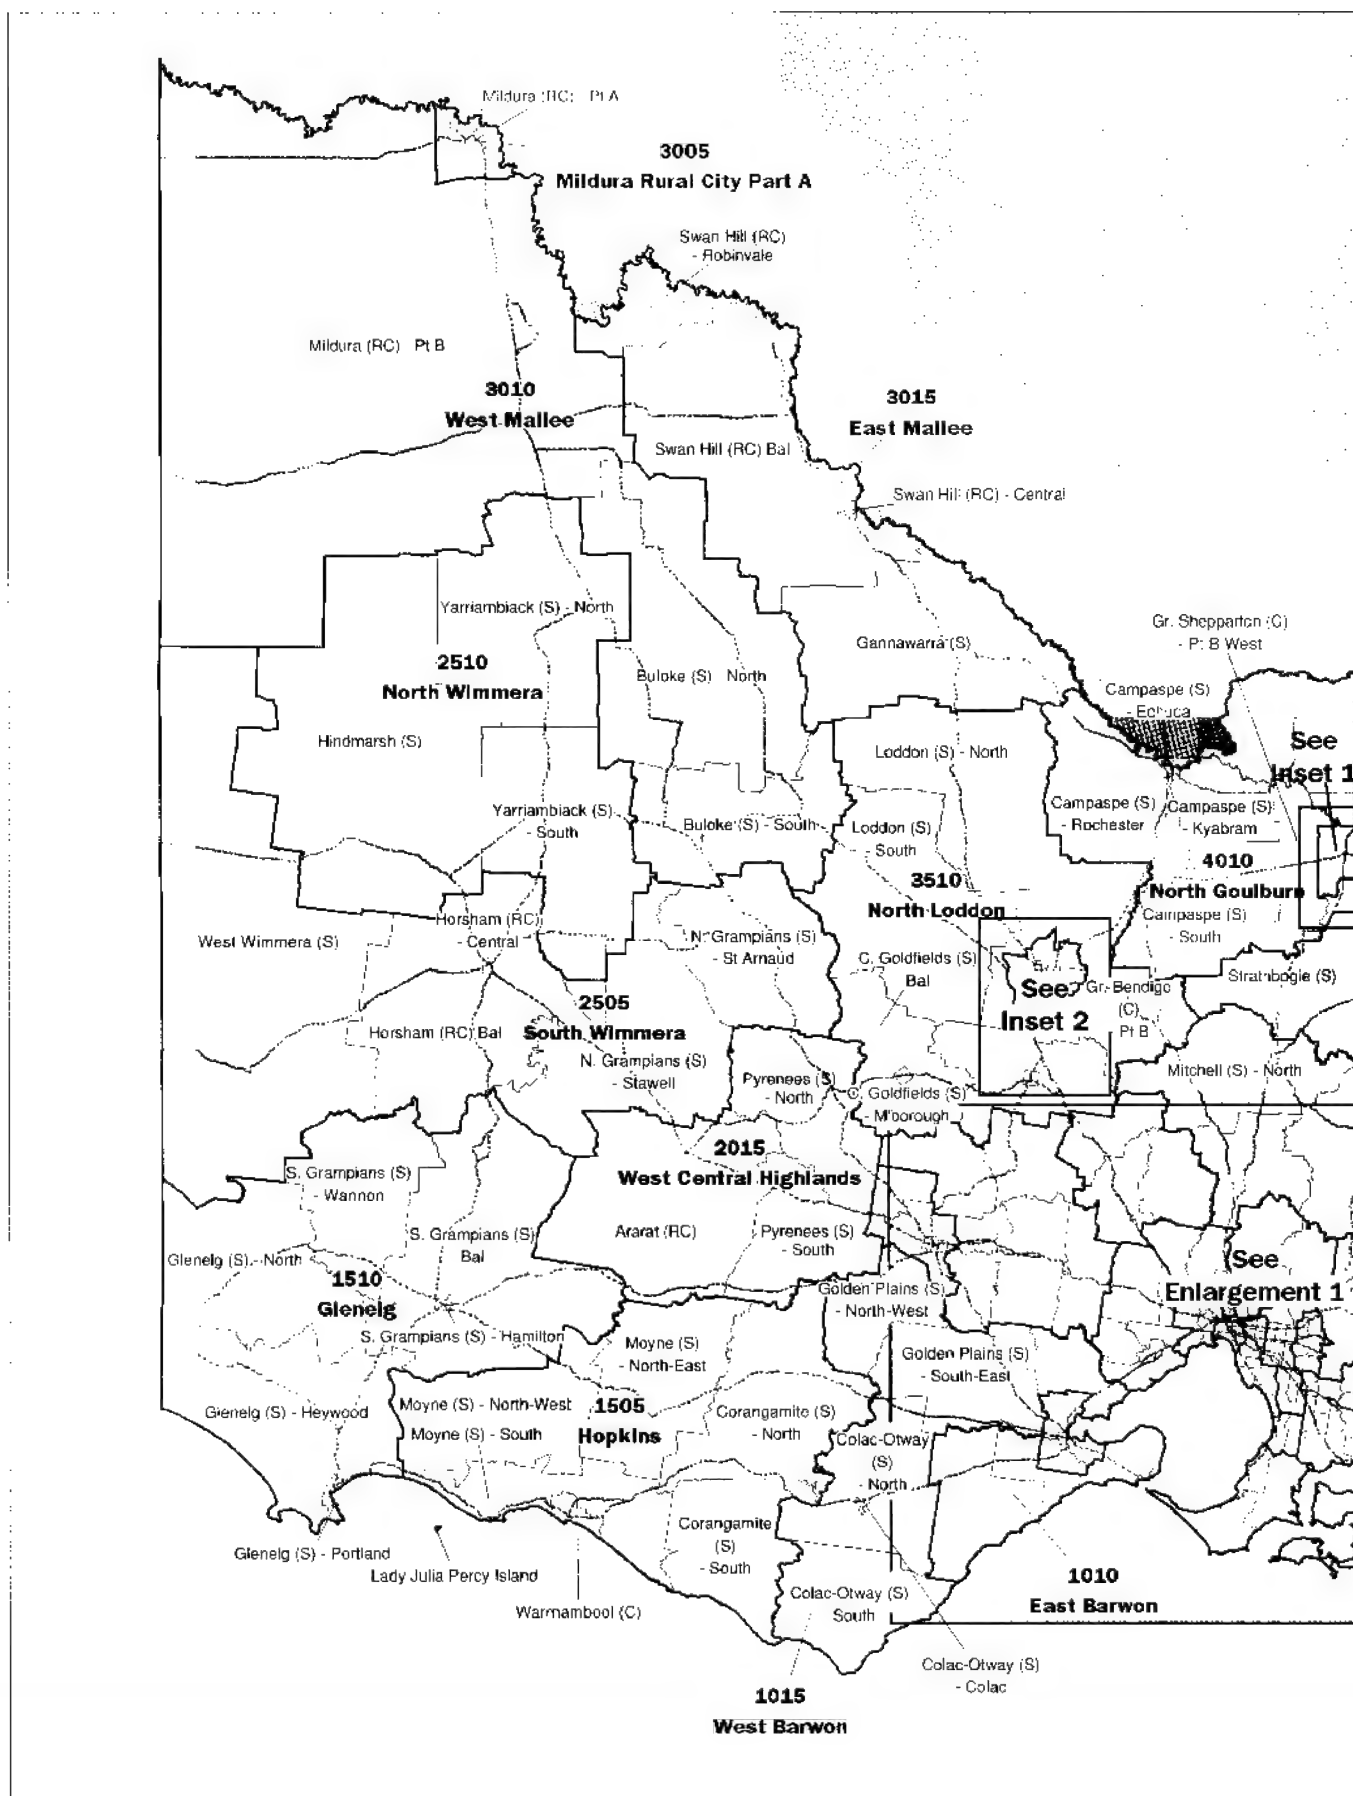 Mildura (RC) Pt A
3005
Mildura Rural City Part A
Swan Hill (RC)
- Robinvale
Mildura (RC) Pt B
3010
West Mallee
3015
East Mallee
Swan Hill (RC) Bal
Swan Hill (RC) - Central
Yarriambiack (S) - North
Gr. Shepparton (C)
- Pt B West
Gannawarra (S)
2510
North Wimmera
Buloke (S) North
Campaspe (S)
- Echuca
Hindmarsh (S)
Loddon (S) - North
See
Inset 1
Yarriambiack (S)
- South
Buloke (S) - South
Loddon (S)
- South
Campaspe (S)
- Rochester
Campaspe (S)
- Kyabram
4010
North Goulburn
3510
North Loddon
West Wimmera (S)
Horsham (RC)
- Central
N. Grampians (S)
- St Arnaud
C. Goldfields (S)
Bal
Campaspe (S)
- South
Strathbogie (S)
See
Inset 2
Gr. Bendigo
(C)
Pt B
2505
South Wimmera
Horsham (RC) Bal
N. Grampians (S)
- Stawell
Pyrenees (S)
- North
C. Goldfields (S)
- M'borough
Mitchell (S) - North
2015
West Central Highlands
S. Grampians (S)
- Wannon
S. Grampians (S)
Bal
Ararat (RC)
Pyrenees (S)
- South
Glenelg (S) - North
1510
Glenelg
See
Enlargement 1
Golden Plains (S)
- North-West
S. Grampians (S) - Hamilton
Moyne (S)
- North-East
Golden Plains (S)
- South-East
Glenelg (S) - Heywood
Moyne (S) - North-West
Moyne (S) - South
1505
Hopkins
Corangamite (S)
- North
Colac-Otway
(S)
- North
Glenelg (S) - Portland
Lady Julia Percy Island
Corangamite
(S)
- South
Warrnambool (C)
Colac-Otway (S)
South
1010
East Barwon
Colac-Otway (S)
- Colac
1015
West Barwon